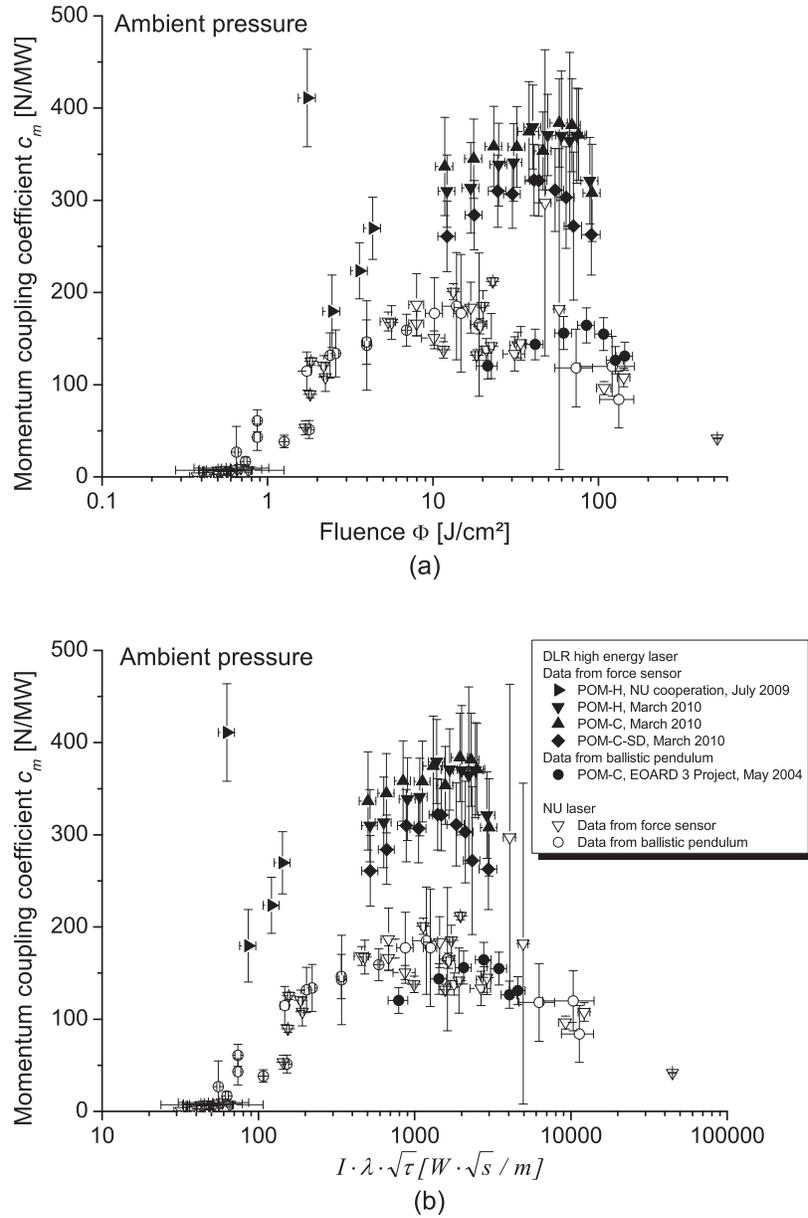 Ambient pressure
Momentum coupling coefficient cm [N/MW]
500
400
300
200
100
0
0.1 1 10 100
Fluence Φ [J/cm²]
(a)
Ambient pressure
Momentum coupling coefficient cm [N/MW]
500
400
300
200
100
0
10 100 1000 10000 100000
I · λ · √τ [W · √s / m]
(b)
DLR high energy laser
Data from force sensor
POM-H, NU cooperation, July 2009
POM-H, March 2010
POM-C, March 2010
POM-C-SD, March 2010
Data from ballistic pendulum
POM-C, EOARD 3 Project, May 2004
NU laser
Data from force sensor
Data from ballistic pendulum